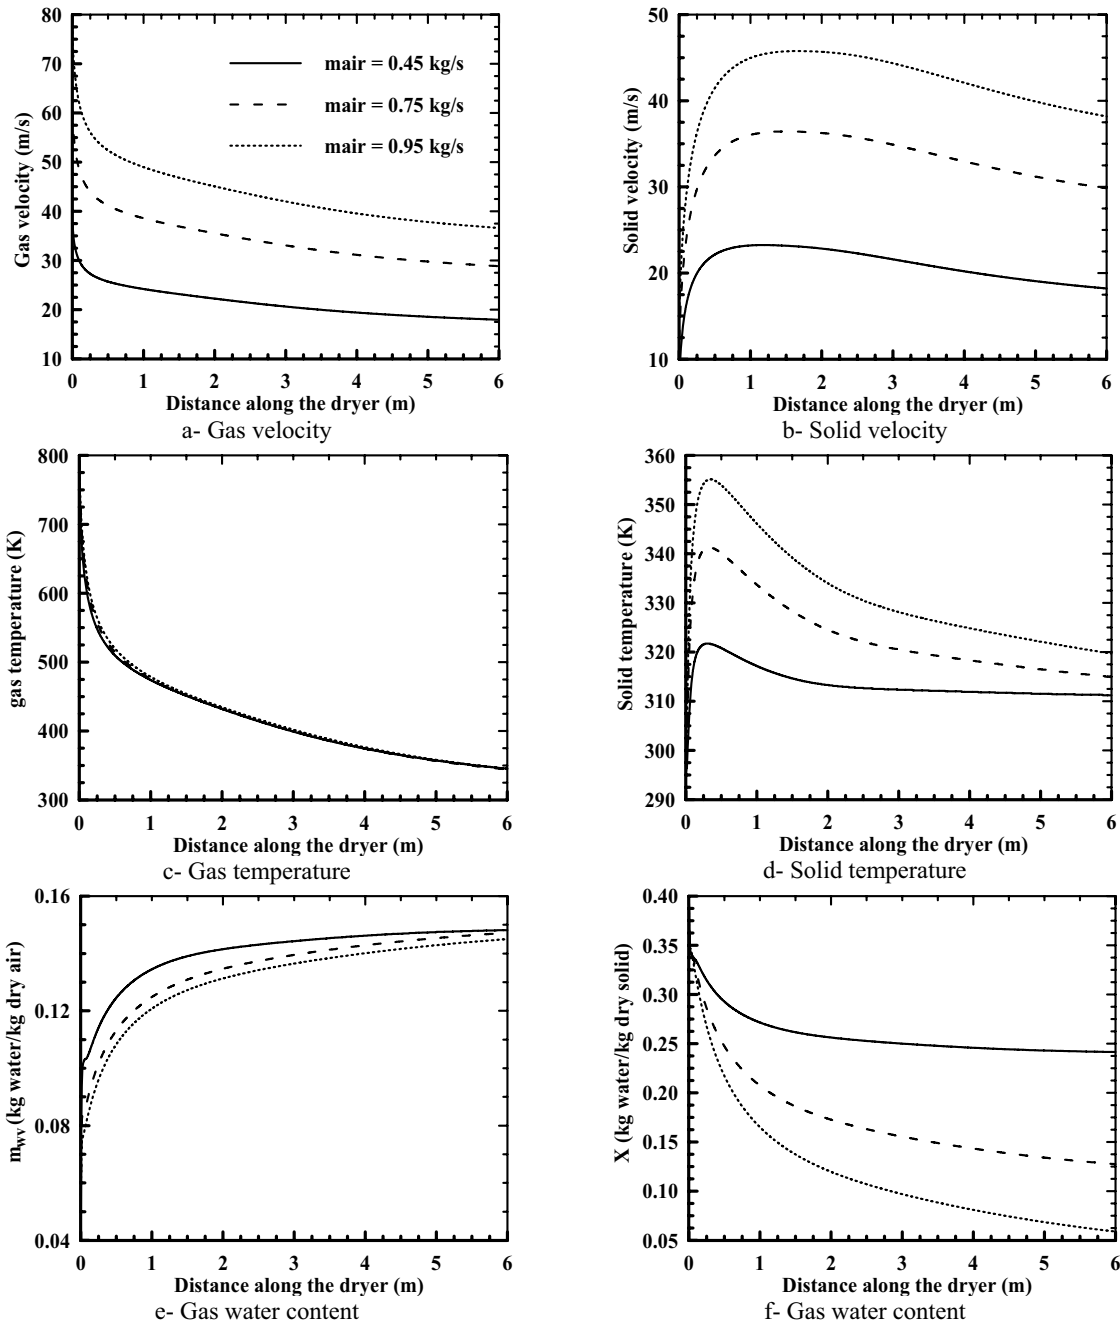 80
70
60
50
40
30
20
10
Gas velocity (m/s)
mair = 0.45 kg/s
mair = 0.75 kg/s
mair = 0.95 kg/s
0 1 2 3 4 5 6
Distance along the dryer (m)
a- Gas velocity
50
40
30
20
10
Solid velocity (m/s)
0 1 2 3 4 5 6
Distance along the dryer (m)
b- Solid velocity
800
700
600
500
400
300
gas temperature (K)
0 1 2 3 4 5 6
Distance along the dryer (m)
c- Gas temperature
360
350
340
330
320
310
300
290
Solid temperature (K)
0 1 2 3 4 5 6
Distance along the dryer (m)
d- Solid temperature
0.16
0.12
0.08
0.04
m_wv (kg water/kg dry air)
0 1 2 3 4 5 6
Distance along the dryer (m)
e- Gas water content
0.40
0.35
0.30
0.25
0.20
0.15
0.10
0.05
X (kg water/kg dry solid)
0 1 2 3 4 5 6
Distance along the dryer (m)
f- Gas water content